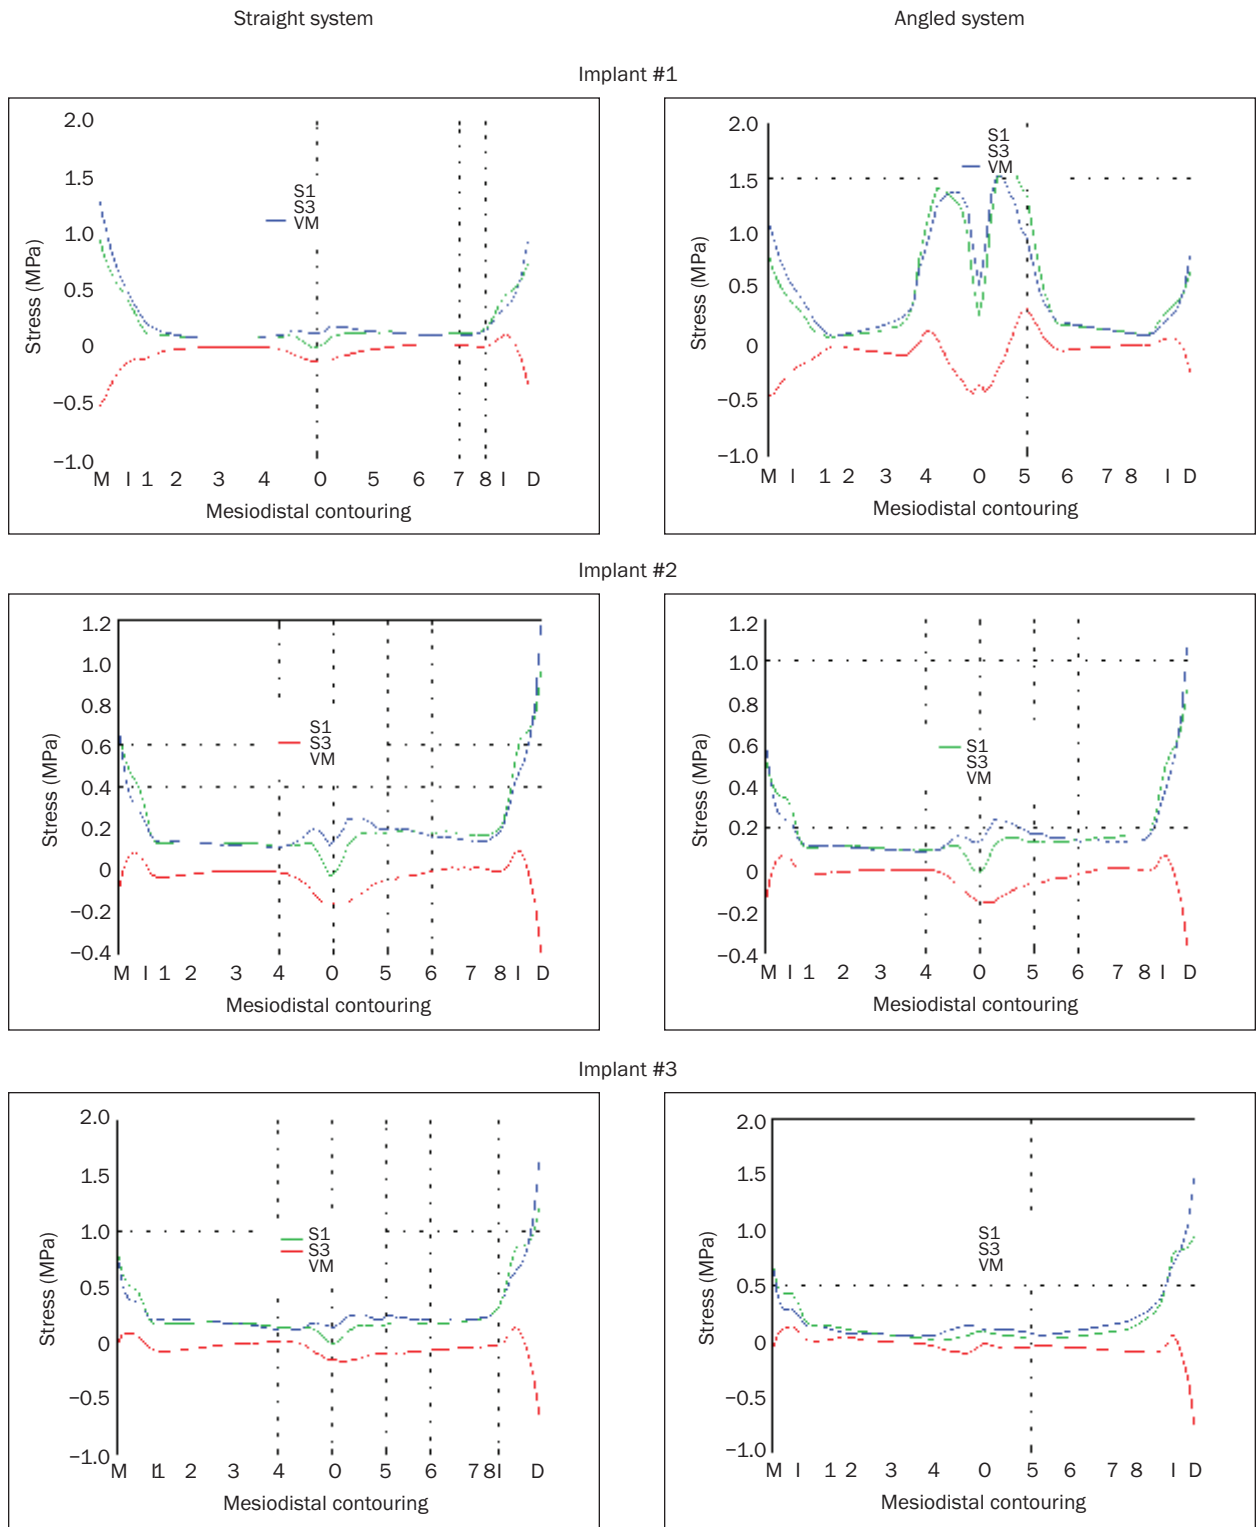 Straight system
Angled system
Implant #1
2.0
1.5
1.0
0.5
0
−0.5
−1.0
Stress (MPa)
S1
S3
VM
M I 1 2 3 4 0 5 6 7 8 I D
Mesiodistal contouring
2.0
1.5
1.0
0.5
0
−0.5
−1.0
Stress (MPa)
S1
S3
VM
M I 1 2 3 4 0 5 6 7 8 I D
Mesiodistal contouring
Implant #2
1.2
1.0
0.8
0.6
0.4
0.2
0
−0.2
−0.4
Stress (MPa)
S1
S3
VM
M I 1 2 3 4 0 5 6 7 8 I D
Mesiodistal contouring
1.2
1.0
0.8
0.6
0.4
0.2
0
−0.2
−0.4
Stress (MPa)
S1
S3
VM
M I 1 2 3 4 0 5 6 7 8 I D
Mesiodistal contouring
Implant #3
2.0
1.5
1.0
0.5
0
−0.5
−1.0
Stress (MPa)
S1
S3
VM
M I1 2 3 4 0 5 6 7 8I D
Mesiodistal contouring
2.0
1.5
1.0
0.5
0
−0.5
−1.0
Stress (MPa)
S1
S3
VM
M I 1 2 3 4 0 5 6 7 8 I D
Mesiodistal contouring